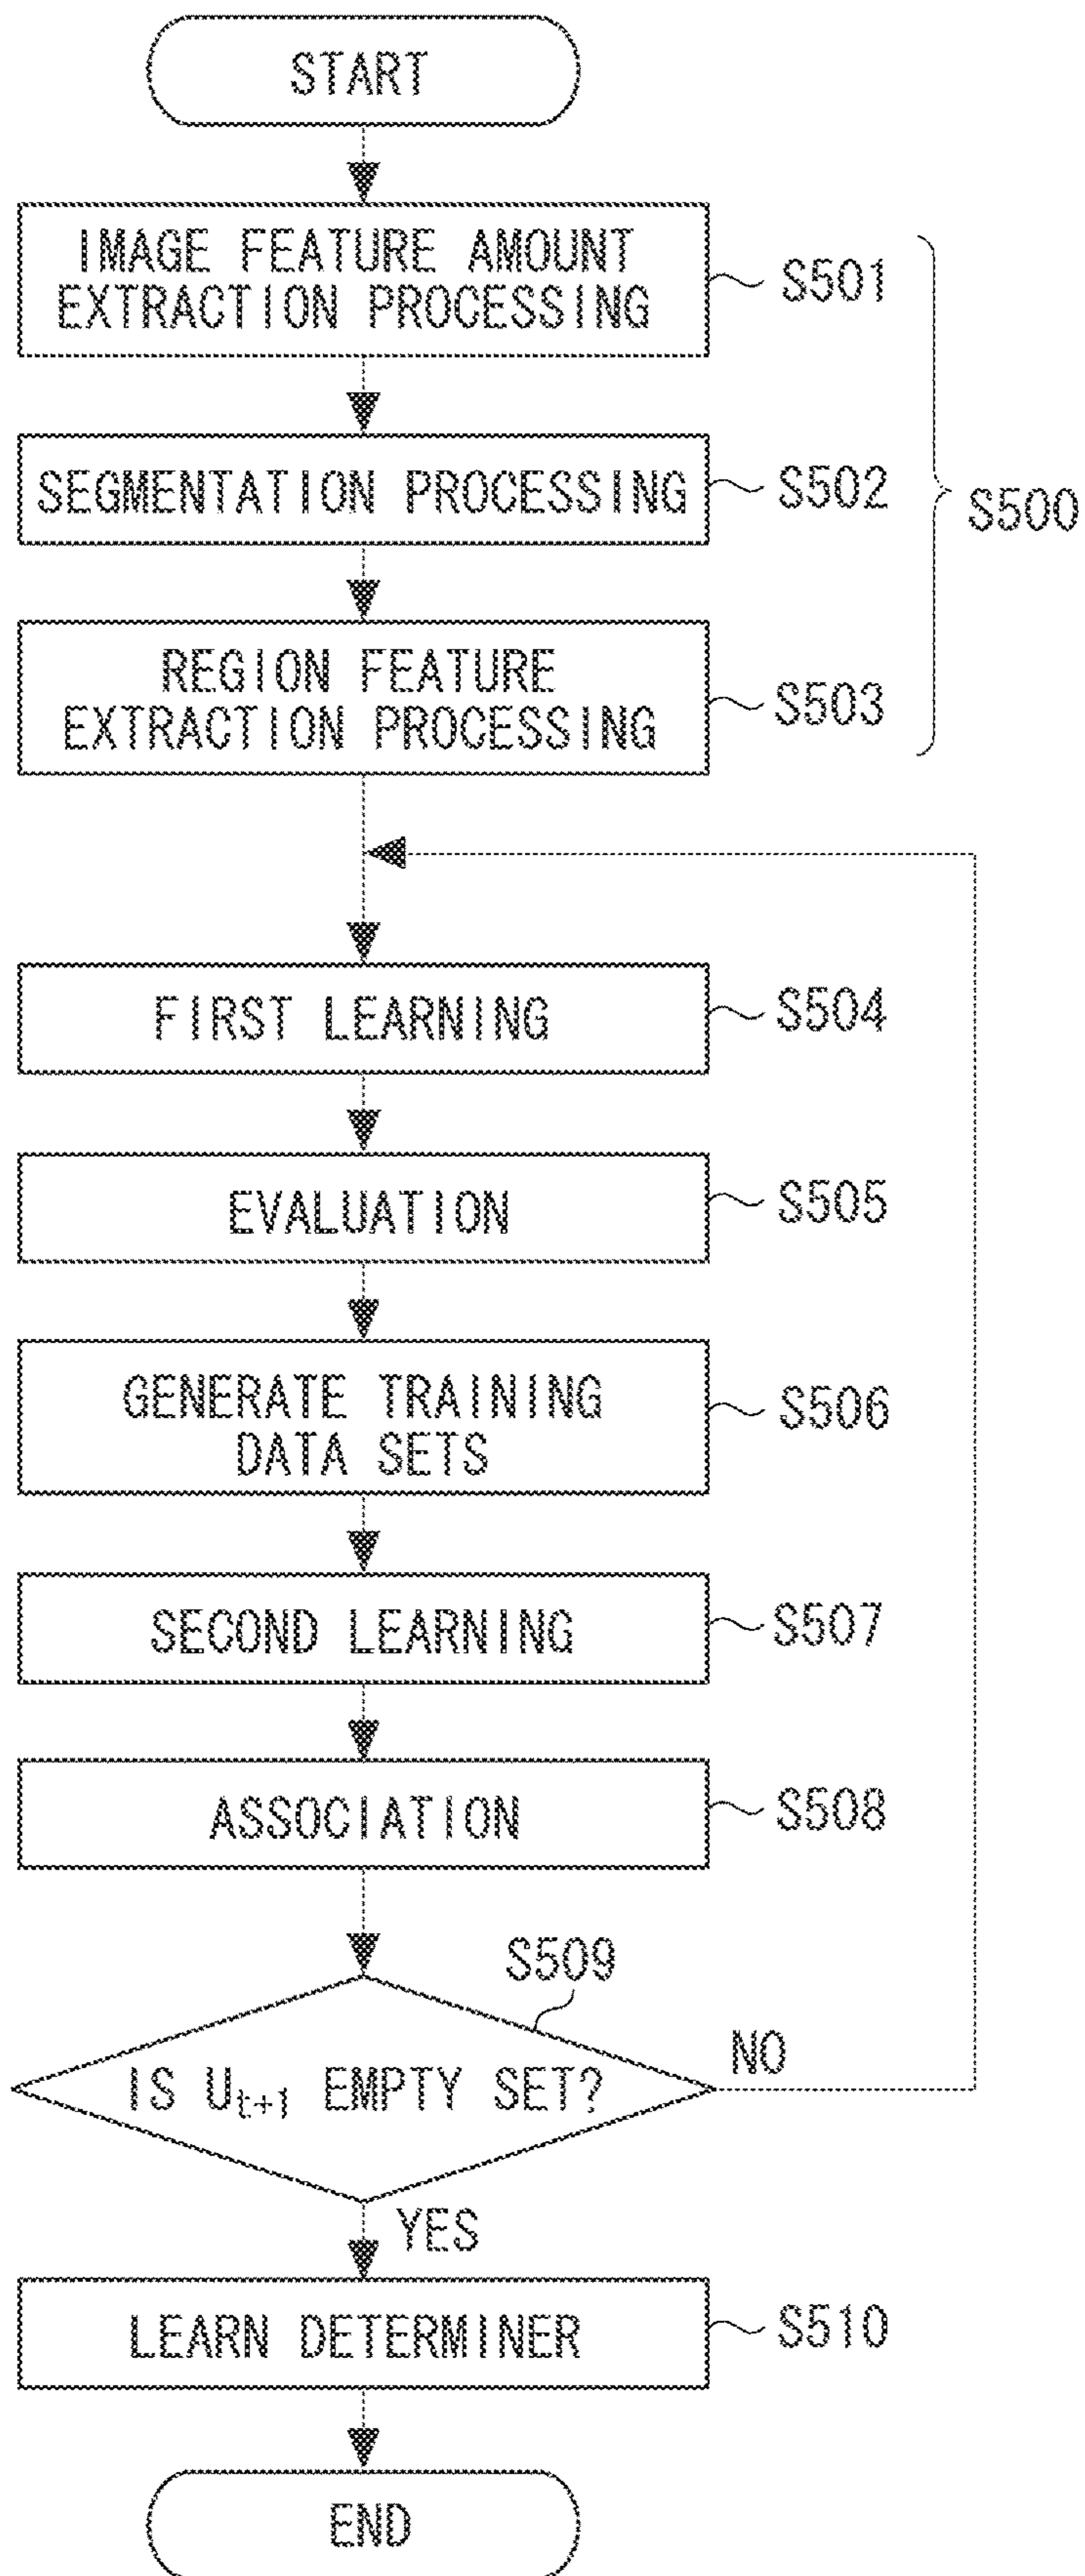 START
IMAGE FEATURE AMOUNT
EXTRACTION PROCESSING
S501
SEGMENTATION PROCESSING
S502
S500
REGION FEATURE
EXTRACTION PROCESSING
S503
FIRST LEARNING
S504
EVALUATION
S505
GENERATE TRAINING
DATA SETS
S506
SECOND LEARNING
S507
ASSOCIATION
S508
S509
IS Ut+1 EMPTY SET?
NO
YES
LEARN DETERMINER
S510
END